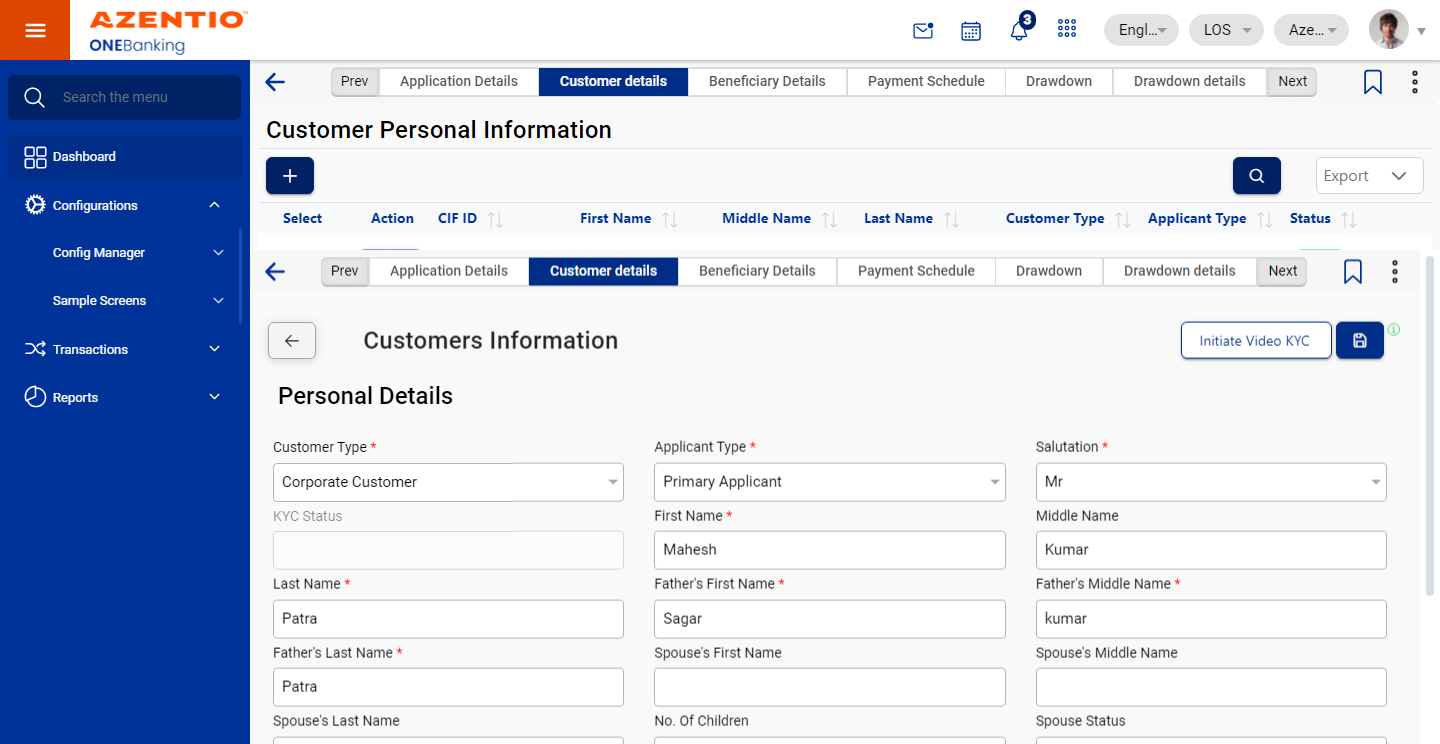 AZENTIO™
ONEBanking
3
Engl...
LOS
Aze...
Search the menu
Dashboard
Configurations
Config Manager
Sample Screens
Transactions
Reports
Prev Application Details Customer details Beneficiary Details Payment Schedule Drawdown Drawdown details Next
Customer Personal Information
+
Export
Select Action CIF ID First Name Middle Name Last Name Customer Type Applicant Type Status
Prev Application Details Customer details Beneficiary Details Payment Schedule Drawdown Drawdown details Next
Customers Information
Initiate Video KYC
Personal Details
Customer Type * Applicant Type * Salutation *
Corporate Customer Primary Applicant Mr
KYC Status First Name * Middle Name
Mahesh Kumar
Last Name * Father's First Name * Father's Middle Name *
Patra Sagar kumar
Father's Last Name * Spouse's First Name Spouse's Middle Name
Patra
Spouse's Last Name No. Of Children Spouse Status